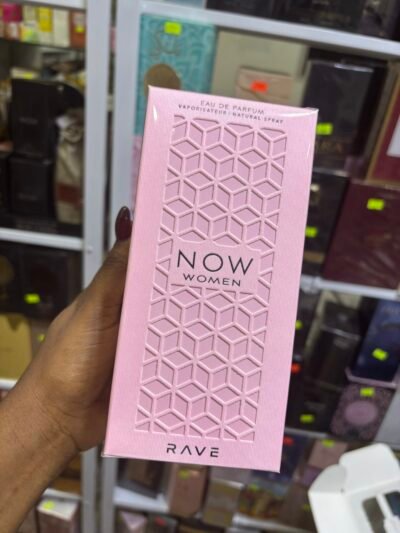 EAU DE PARFUM
VAPORISATEUR · NATURAL SPRAY
NOW
WOMEN
RAVE